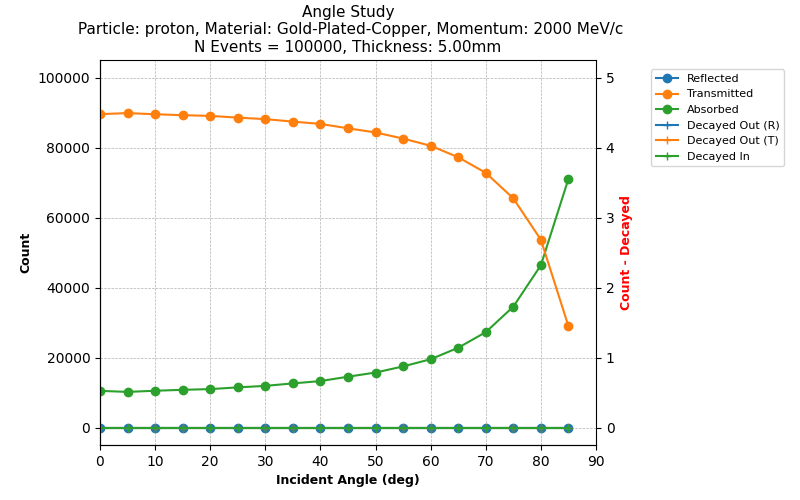 Angle Study
Particle: proton, Material: Gold-Plated-Copper, Momentum: 2000 MeV/c
N Events = 100000, Thickness: 5.00mm
Count
100000
80000
60000
40000
20000
0
0 10 20 30 40 50 60 70 80 90
Incident Angle (deg)
5
4
3
2
1
0
Count - Decayed
Reflected
Transmitted
Absorbed
Decayed Out (R)
Decayed Out (T)
Decayed In